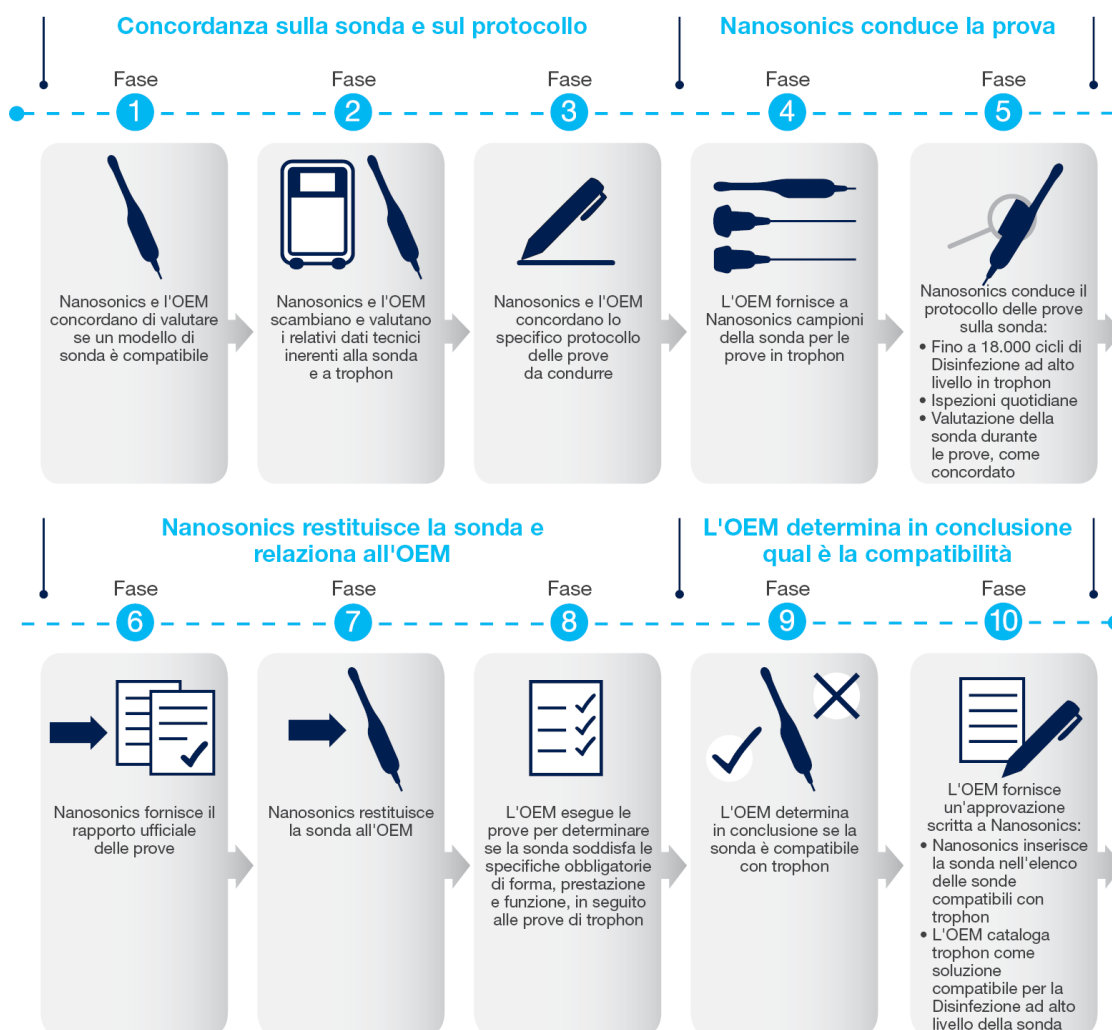 Concordanza sulla sonda e sul protocollo
Nanosonics conduce la prova
Fase
1
Fase
2
Fase
3
Fase
4
Fase
5
Nanosonics e l'OEM
concordano di valutare
se un modello di
sonda è compatibile
Nanosonics e l'OEM
scambiano e valutano
i relativi dati tecnici
inerenti alla sonda
e a trophon
Nanosonics e l'OEM
concordano lo
specifico protocollo
delle prove
da condurre
L'OEM fornisce a
Nanosonics campioni
della sonda per le
prove in trophon
Nanosonics conduce il
protocollo delle prove
sulla sonda:
• Fino a 18.000 cicli di
Disinfezione ad alto
livello in trophon
• Ispezioni quotidiane
• Valutazione della
sonda durante
le prove, come
concordato
Nanosonics restituisce la sonda e
relaziona all'OEM
L'OEM determina in conclusione
qual è la compatibilità
Fase
6
Fase
7
Fase
8
Fase
9
Fase
10
Nanosonics fornisce il
rapporto ufficiale
delle prove
Nanosonics restituisce
la sonda all'OEM
L'OEM esegue le
prove per determinare
se la sonda soddisfa le
specifiche obbligatorie
di forma, prestazione
e funzione, in seguito
alle prove di trophon
L'OEM determina
in conclusione se la
sonda è compatibile
con trophon
L'OEM fornisce
un'approvazione
scritta a Nanosonics:
• Nanosonics inserisce
la sonda nell'elenco
delle sonde
compatibili con
trophon
• L'OEM cataloga
trophon come
soluzione
compatibile per la
Disinfezione ad alto
livello della sonda